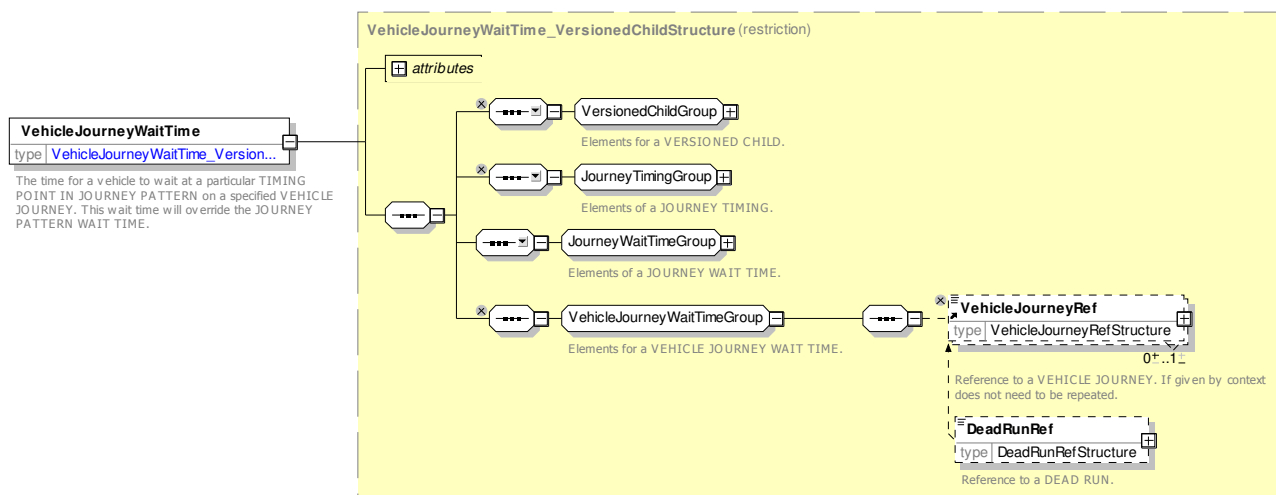 VehicleJourneyWaitTime_VersionedChildStructure (restriction)
attributes
VersionedChildGroup
Elements for a VERSIONED CHILD.
VehicleJourneyWaitTime
type VehicleJourneyWaitTime_Version...
The time for a vehicle to wait at a particular TIMING
POINT IN JOURNEY PATTERN on a specified VEHICLE
JOURNEY. This wait time will override the JOURNEY
PATTERN WAIT TIME.
JourneyTimingGroup
Elements of a JOURNEY TIMING.
JourneyWaitTimeGroup
Elements of a JOURNEY WAIT TIME.
VehicleJourneyWaitTimeGroup
Elements for a VEHICLE JOURNEY WAIT TIME.
VehicleJourneyRef
type VehicleJourneyRefStructure
0±..1±
Reference to a VEHICLE JOURNEY. If given by context
does not need to be repeated.
DeadRunRef
type DeadRunRefStructure
Reference to a DEAD RUN.